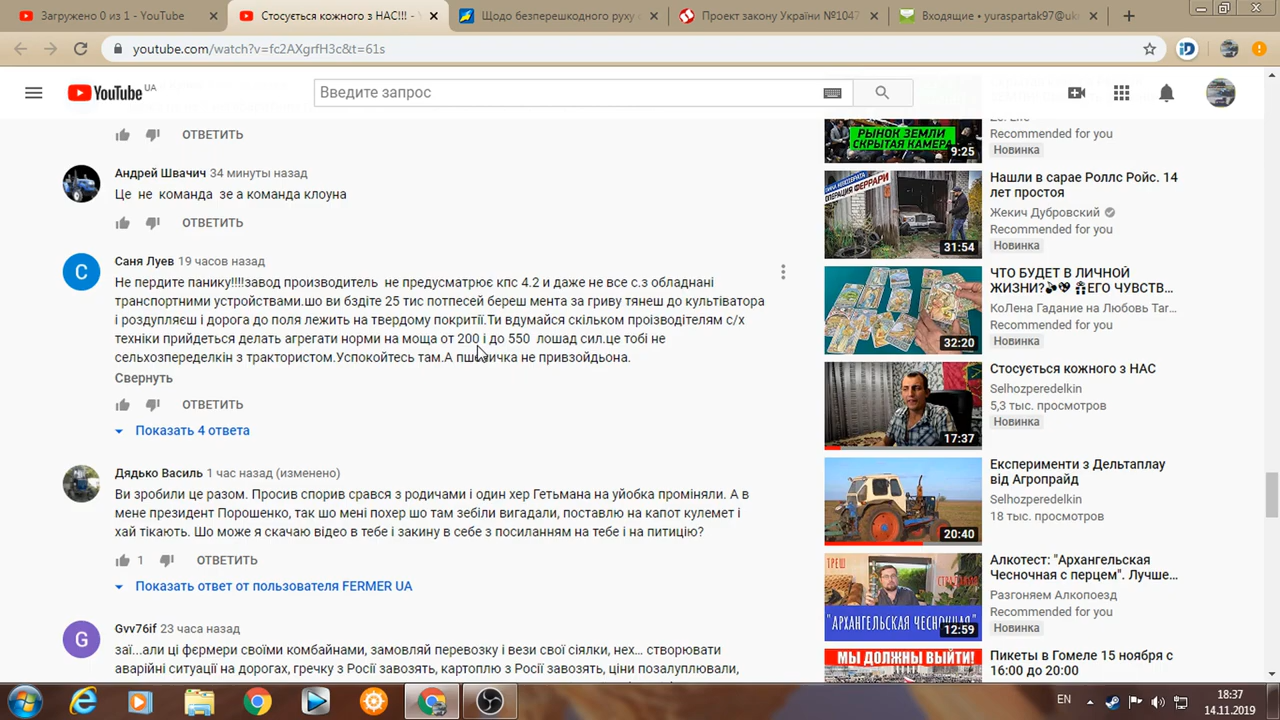 Загружено 0 из 1 - YouTube
Стосується кожного з НАС!!! - Y
Щодо безперешкодного руху
Проект закону України №1047
Входящие • yuraspartak97@uk
youtube.com/watch?v=fc2AXgrfH3c&t=61s
YouTube UA
Введите запрос
ОТВЕТИТЬ
Андрей Швачич 34 минуты назад
Це не команда зе а команда клоуна
ОТВЕТИТЬ
С
Саня Луев 19 часов назад
Не пердите панику!!!!завод производитель не предусматрює кпс 4.2 и даже не все с.з обладнані
транспортними устройствами.шо ви бздіте 25 тис потпесей береш мента за гриву тянеш до культіватора
і роздупляєш і дорога до поля лежить на твердому покритії.Ти вдумайся скільком проізводітелям с/х
техніки прийдеться делать агрегати норми на моща от 200 і до 550 лошад сил.це тобі не
сельхозпеределкін з трактористом.Успокойтесь там.А пшеничка не привзойдьона.
Свернуть
ОТВЕТИТЬ
Показать 4 ответа
Дядько Василь 1 час назад (изменено)
Ви зробили це разом. Просив спорив срався з родичами і один хер Гетьмана на уйобка проміняли. А в
мене президент Порошенко, так шо мені похер шо там зебіли вигадали, поставлю на капот кулемет і
хай тікають. Шо може я скачаю відео в тебе і закину в себе з посиланням на тебе і на питицію?
1 ОТВЕТИТЬ
Показать ответ от пользователя FERMER UA
G
Gvv76if 23 часа назад
заї...али ці фєрмери своїми комбайнами, замовляй перевозку і вези свої сіялки, нех... створювати
аварійні ситуації на дорогах, гречку з Росії завозять, картоплю з Росії завозять, ціни позалуплювали,
РЫНОК ЗЕМЛИ
СКРЫТАЯ КАМЕРА
9:25
Recommended for you
Новинка
ОПЕРАЦИЯ ФЕРРАРИ
31:54
Нашли в сарае Роллс Ройс. 14
лет простоя
Жекич Дубровский
Recommended for you
Новинка
32:20
ЧТО БУДЕТ В ЛИЧНОЙ
ЖИЗНИ? ЕГО ЧУВСТВ...
КоЛена Гадание на Любовь Tar...
Recommended for you
Новинка
17:37
Стосується кожного з НАС
Selhozperedelkin
5,3 тыс. просмотров
Новинка
20:40
Експерименти з Дельтаплау
від Агропрайд
Selhozperedelkin
18 тыс. просмотров
ТРЕШ
"АРХАНГЕЛЬСКАЯ
ЧЕСНОЧНАЯ"
12:59
Алкотест: "Архангельская
Чесночная с перцем". Лучше...
Разгоняем Алкопоезд
Recommended for you
Новинка
МЫ ДОЛЖНЫ ВЫЙТИ!
Пикеты в Гомеле 15 ноября с
16:00 до 20:00
EN
18:37
14.11.2019